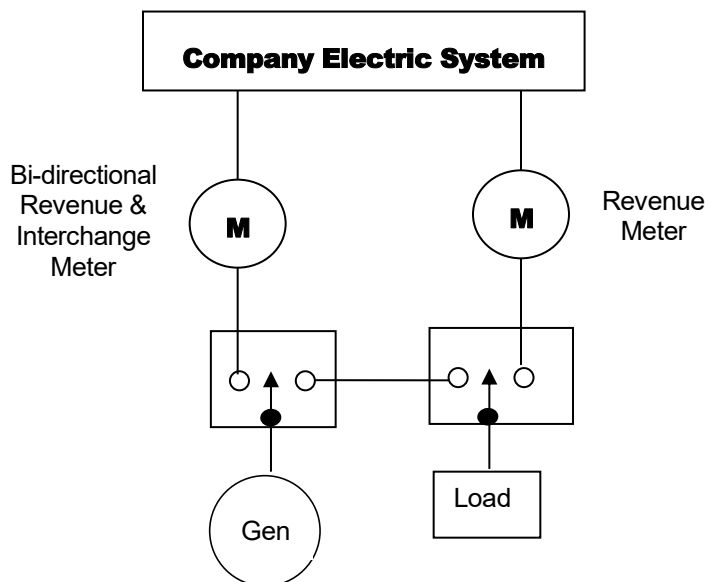 Company Electric System
Bi-directional
Revenue &
Interchange
Meter
M
M
Revenue
Meter
Gen
Load